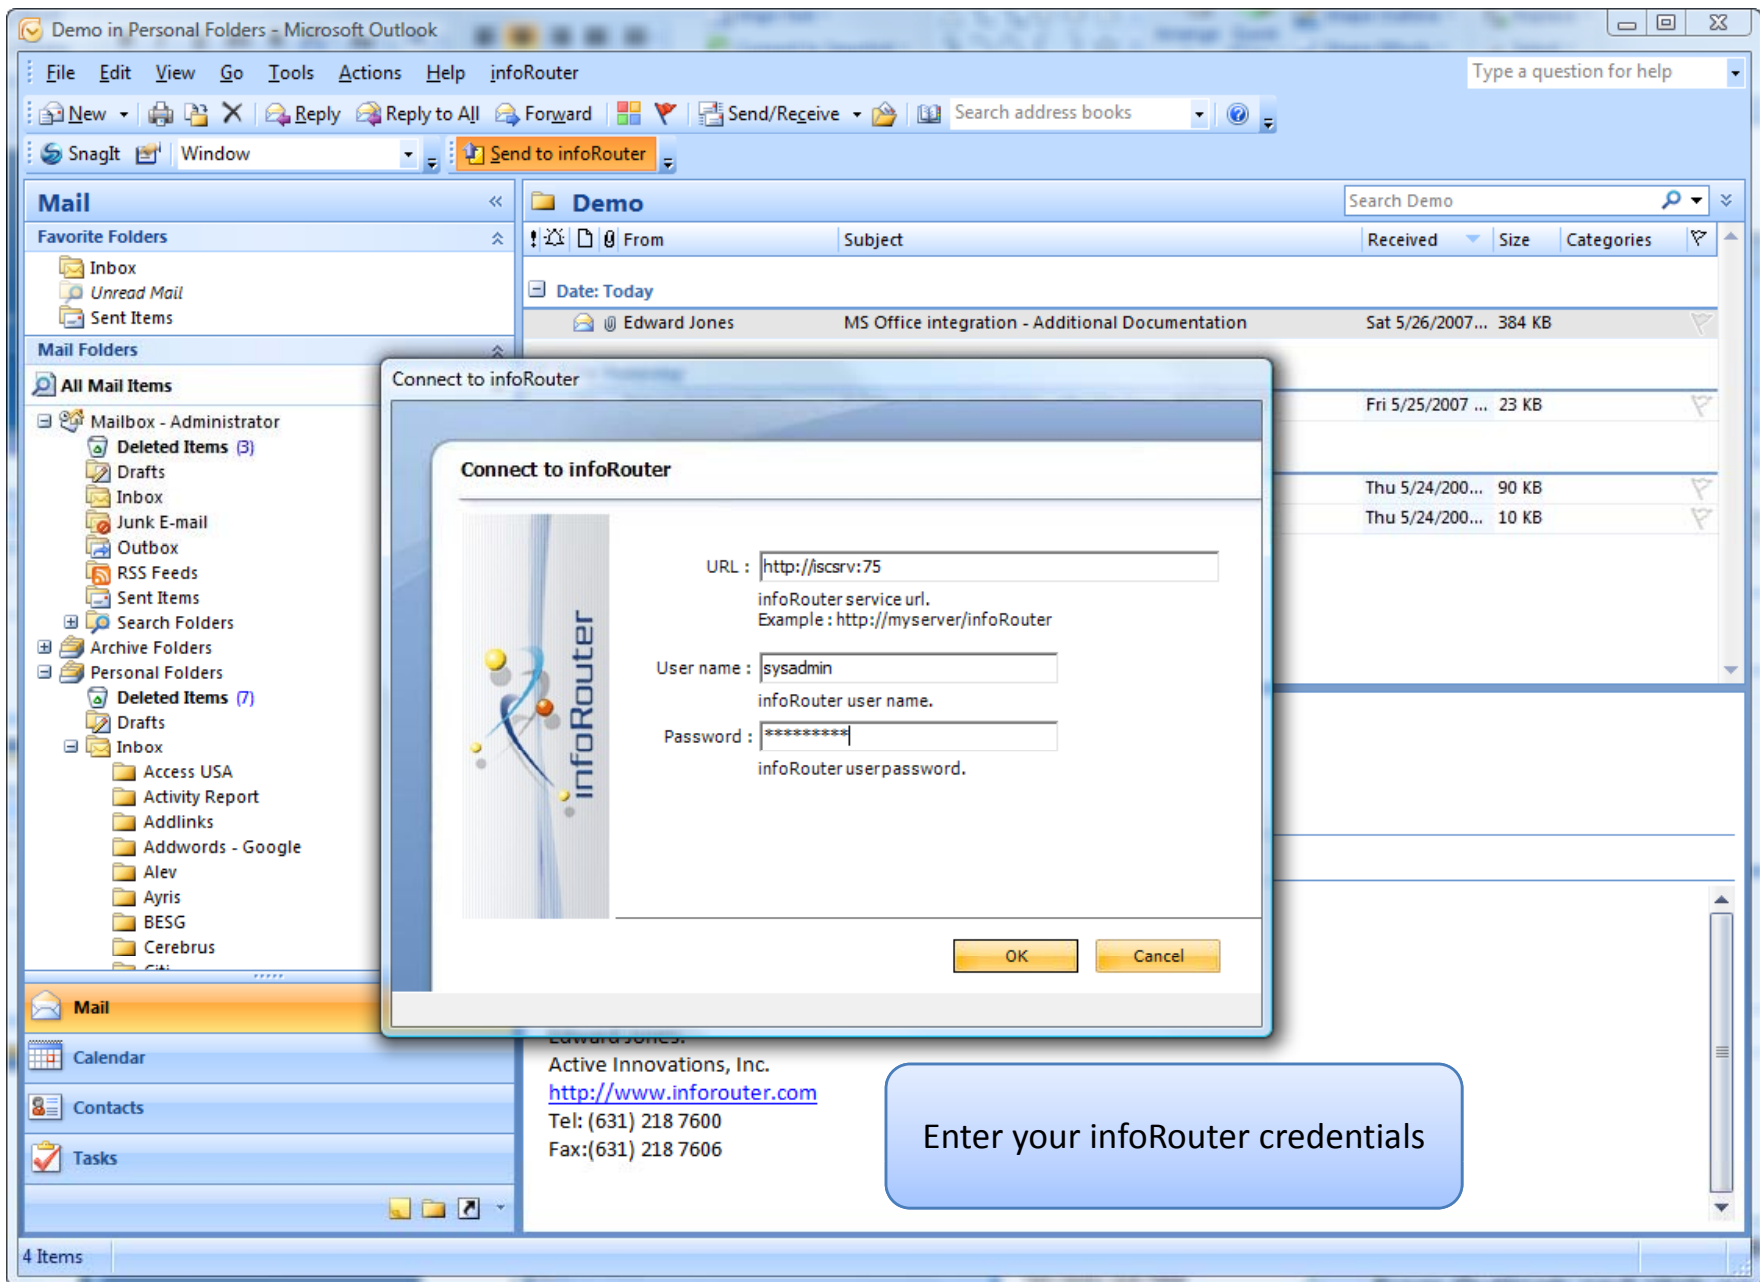 Demo in Personal Folders - Microsoft Outlook
File Edit View Go Tools Actions Help infoRouter
Type a question for help
New Reply Reply to All Forward Send/Receive Search address books
SnagIt Window Send to infoRouter
Mail
Demo
Search Demo
Favorite Folders
From Subject Received Size Categories
Inbox
Unread Mail
Sent Items
Date: Today
Edward Jones MS Office integration - Additional Documentation Sat 5/26/2007... 384 KB
Mail Folders
All Mail Items
Fri 5/25/2007 ... 23 KB
Thu 5/24/200... 90 KB
Thu 5/24/200... 10 KB
Mailbox - Administrator
Deleted Items (3)
Drafts
Inbox
Junk E-mail
Outbox
RSS Feeds
Sent Items
Search Folders
Archive Folders
Personal Folders
Deleted Items (7)
Drafts
Inbox
Access USA
Activity Report
Addlinks
Addwords - Google
Alev
Ayris
BESG
Cerebrus
Connect to infoRouter
Connect to infoRouter
infoRouter
URL : http://iscsrv:75
infoRouter service url.
Example : http://myserver/infoRouter
User name : sysadmin
infoRouter user name.
Password : *********
infoRouter user password.
OK Cancel
Mail
Calendar
Contacts
Tasks
Edward Jones.
Active Innovations, Inc.
http://www.inforouter.com
Tel: (631) 218 7600
Fax:(631) 218 7606
Enter your infoRouter credentials
4 Items